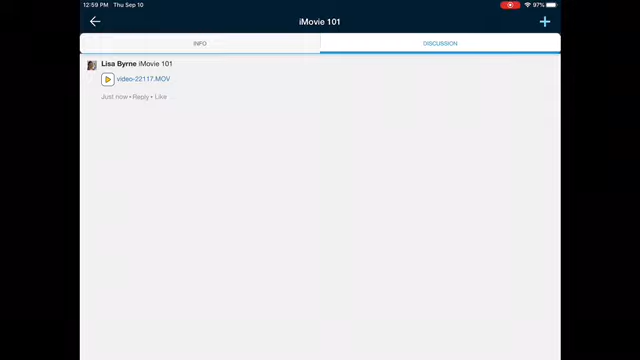 12:59 PM Thu Sep 10
97%
iMovie 101
INFO
DISCUSSION
Lisa Byrne iMovie 101
video-22117.MOV
Just now • Reply • Like